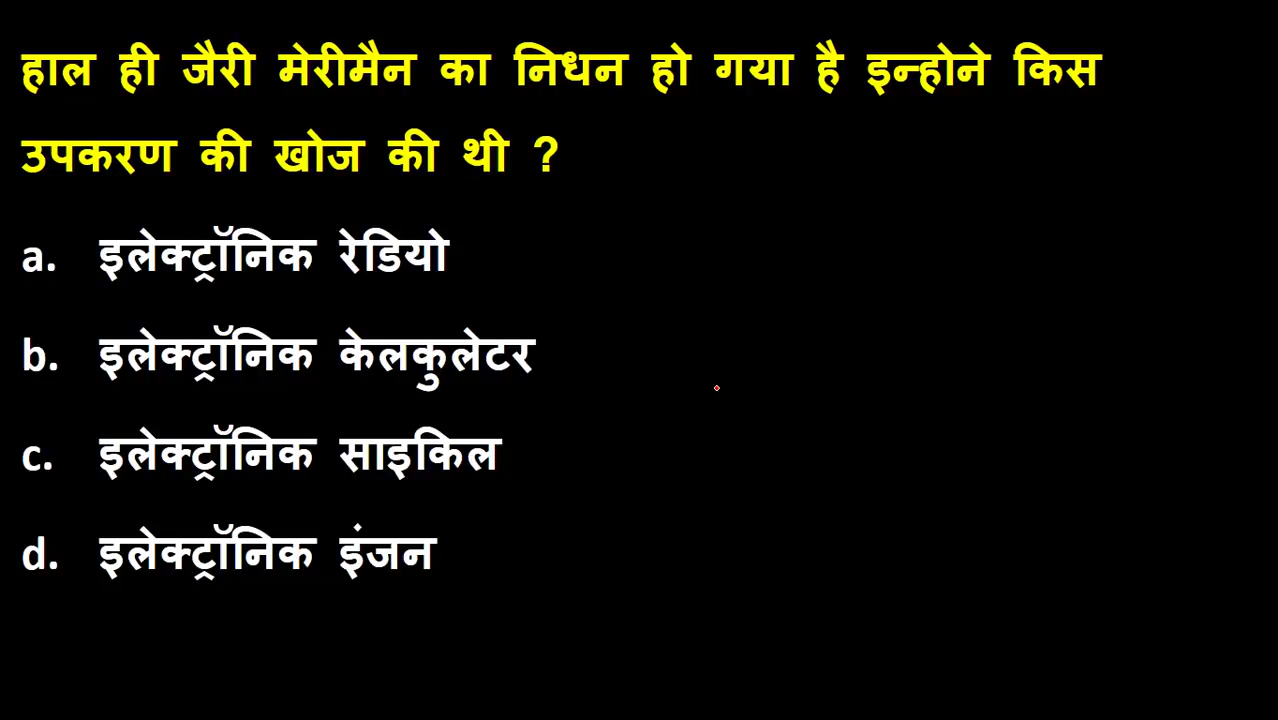 हाल ही जैरी मेरीमैन का निधन हो गया है इन्होने किस
उपकरण की खोज की थी ?
a. इलेक्ट्रॉनिक रेडियो
b. इलेक्ट्रॉनिक केलकुलेटर
c. इलेक्ट्रॉनिक साइकिल
d. इलेक्ट्रॉनिक इंजन